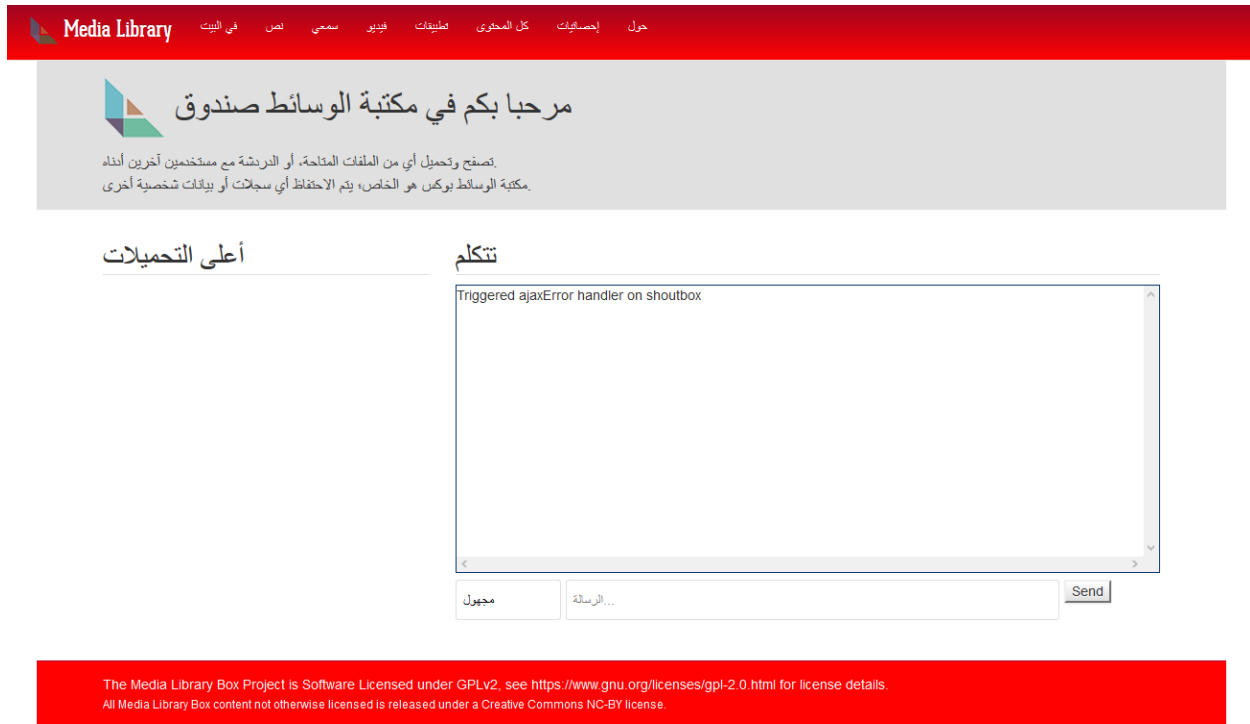 Media Library
في البيت
نص
سمعي
فيديو
تطبيقات
كل المحتوى
إحصائيات
حول
مرحبا بكم في مكتبة الوسائط صندوق
تصفح وتحميل أي من الملفات المتاحة، أو الدردشة مع مستخدمين آخرين أدناه.
مكتبة الوسائط بوكس هو الخاص؛ يتم الاحتفاظ أي سجلات أو بيانات شخصية أخرى.
أعلى التحميلات
تتكلم
Triggered ajaxError handler on shoutbox
مجهول
الرسالة...
Send
The Media Library Box Project is Software Licensed under GPLv2, see https://www.gnu.org/licenses/gpl-2.0.html for license details.
All Media Library Box content not otherwise licensed is released under a Creative Commons NC-BY license.